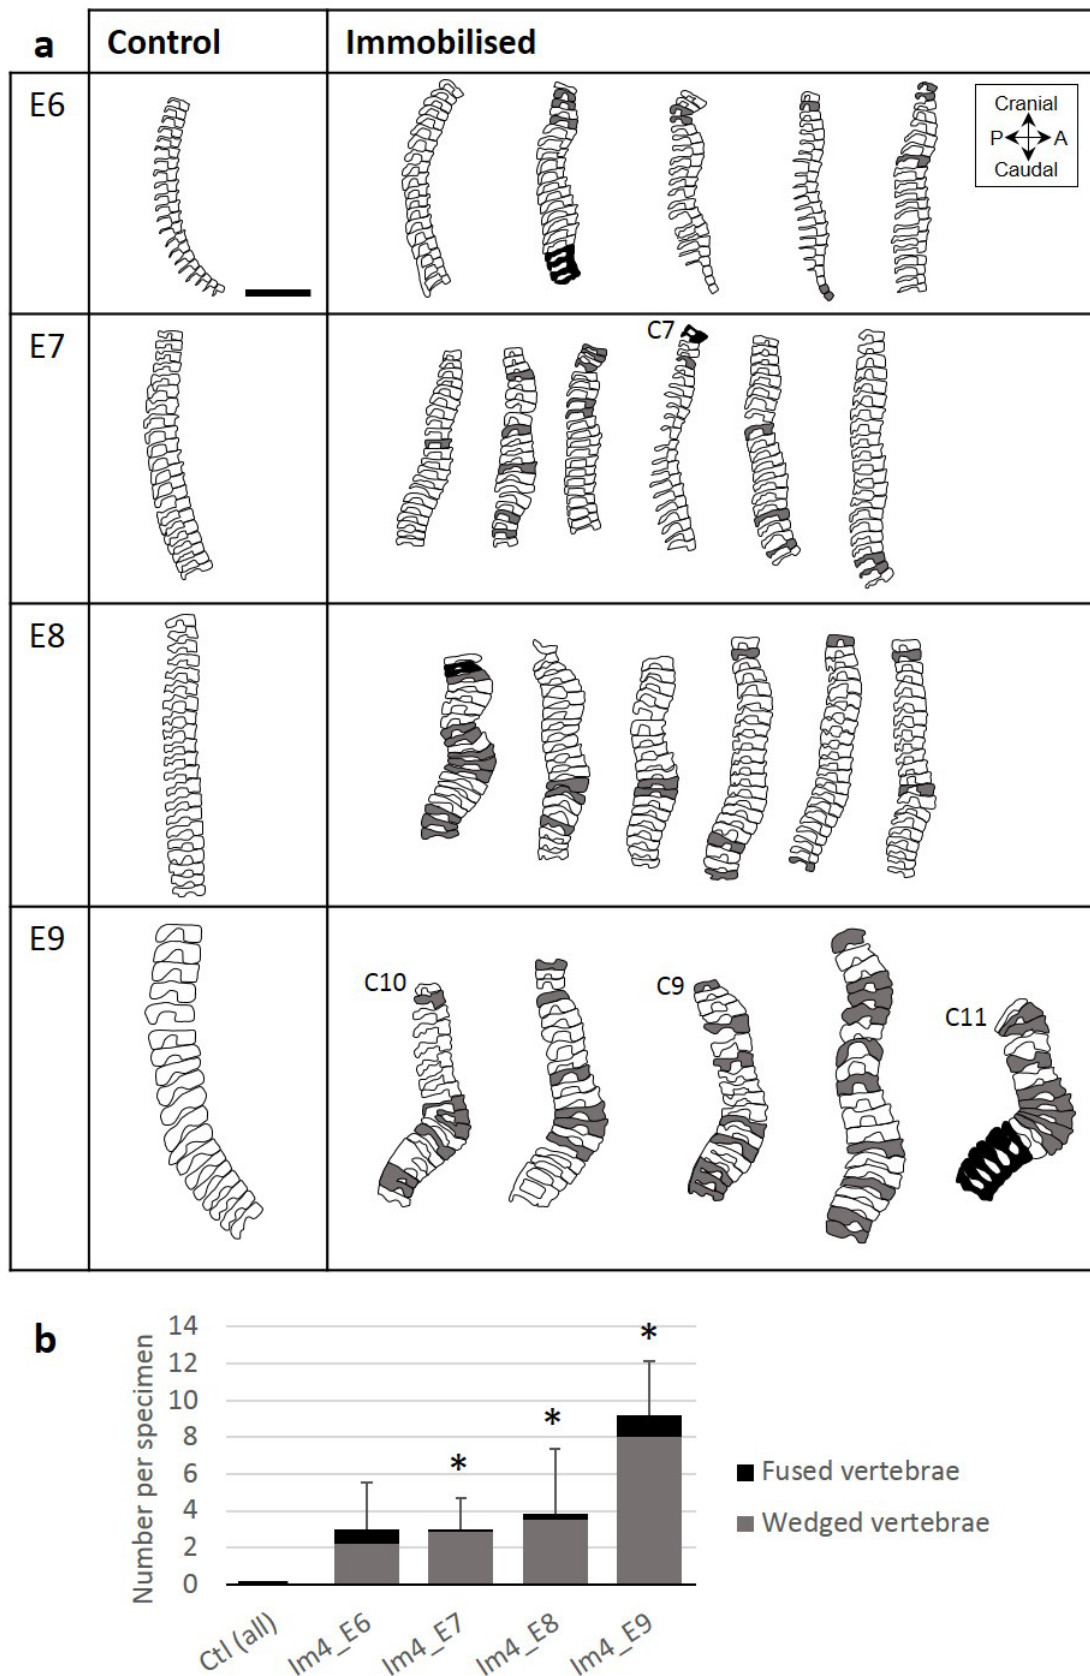 a
Control
Immobilised
E6
Cranial
P A
Caudal
E7
C7
E8
E9
C10
C9
C11
b
Number per specimen
14
12
10
8
6
4
2
0
*
*
*
Ctl (all)
Im4_E6
Im4_E7
Im4_E8
Im4_E9
Fused vertebrae
Wedged vertebrae